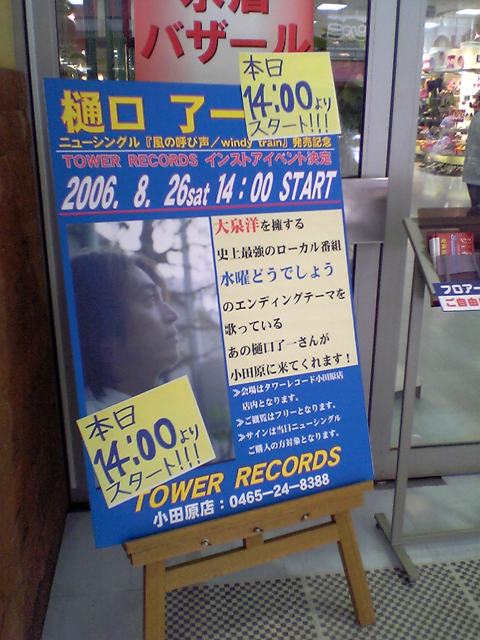 水着
バザール
本日
14:00より
スタート!!!
樋口 了一
ニューシングル『風の呼び声/windy train』発売記念
TOWER RECORDS インストアイベント決定
2006. 8. 26sat 14:00 START
大泉洋を擁する
史上最強のローカル番組
水曜どうでしょう
のエンディングテーマを
歌っている
あの樋口了一さんが
小田原に来てくれます!
≫会場はタワーレコード小田原店
店内となります。
≫ご観覧はフリーとなります。
≫サインは当日ニューシングル
ご購入の方対象となります。
本日
14:00より
スタート!!!
TOWER RECORDS
小田原店:0465-24-8388
フロアー
ご自由